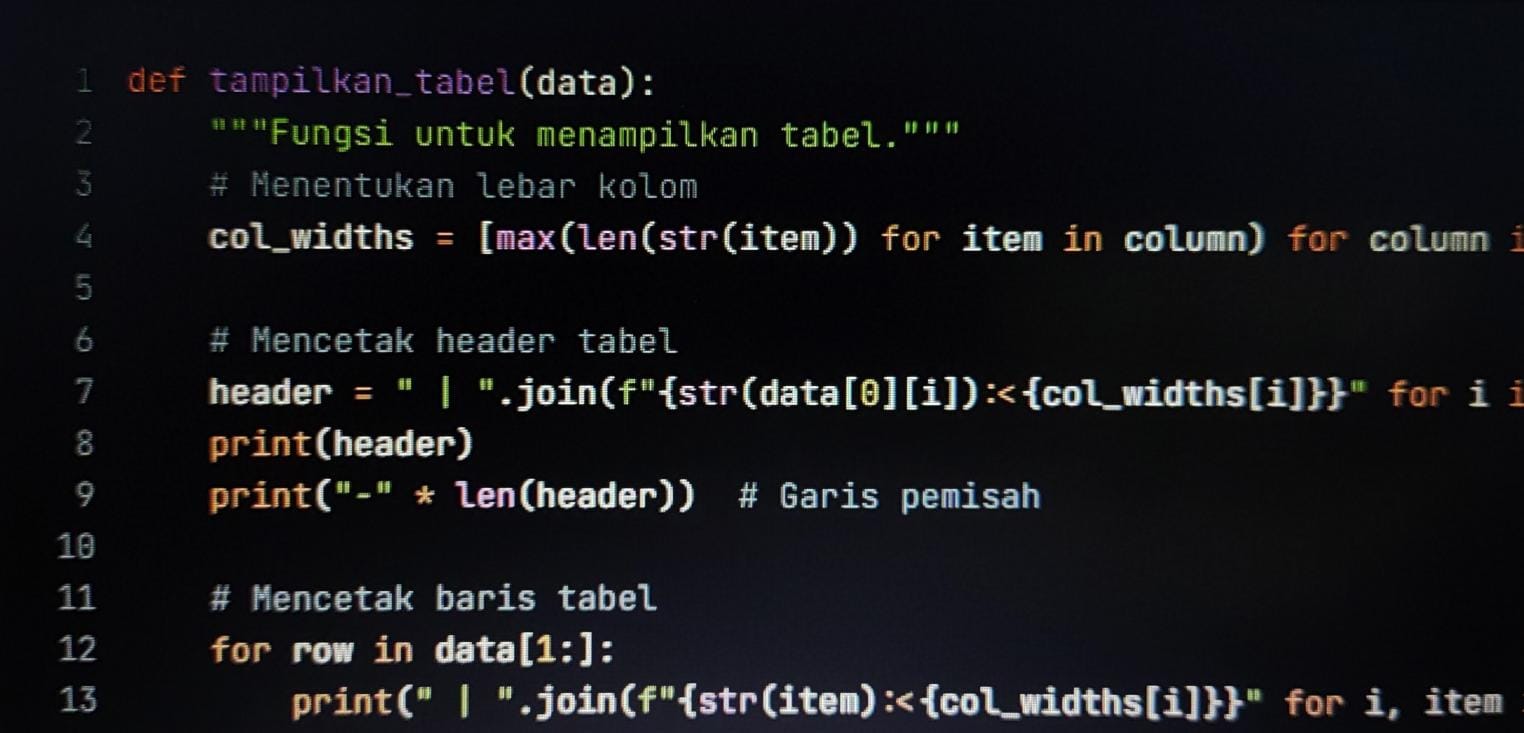 1 def tampilkan_tabel(data):
2 """Fungsi untuk menampilkan tabel."""
3 # Menentukan lebar kolom
4 col_widths = [max(len(str(item)) for item in column) for column i
5
6 # Mencetak header tabel
7 header = " | ".join(f"{str(data[0][i]):<{col_widths[i]}}" for i i
8 print(header)
9 print("-" * len(header))  # Garis pemisah
10
11 # Mencetak baris tabel
12 for row in data[1:]:
13 print(" | ".join(f"{str(item):<{col_widths[i]}}" for i, item